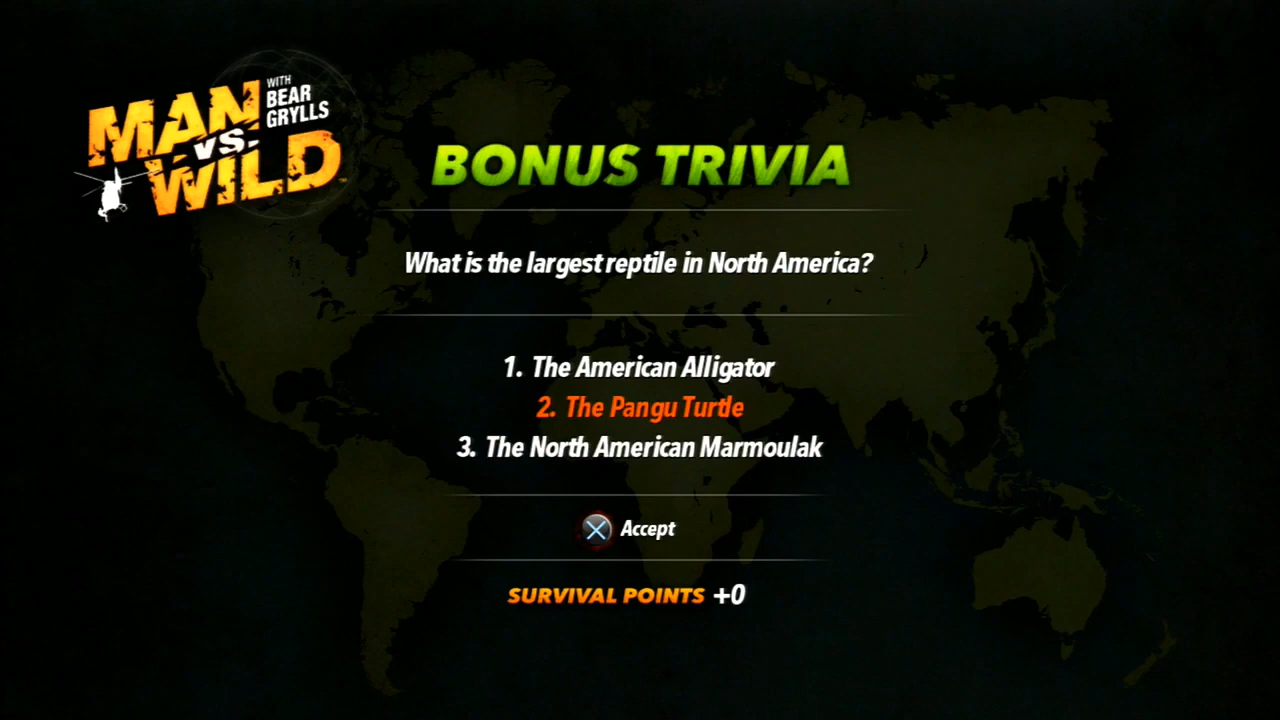 MAN
WITH
BEAR
GRYLLS
VS.
WILD
BONUS TRIVIA
What is the largest reptile in North America?
1. The American Alligator
2. The Pangu Turtle
3. The North American Marmoulak
Accept
SURVIVAL POINTS +0